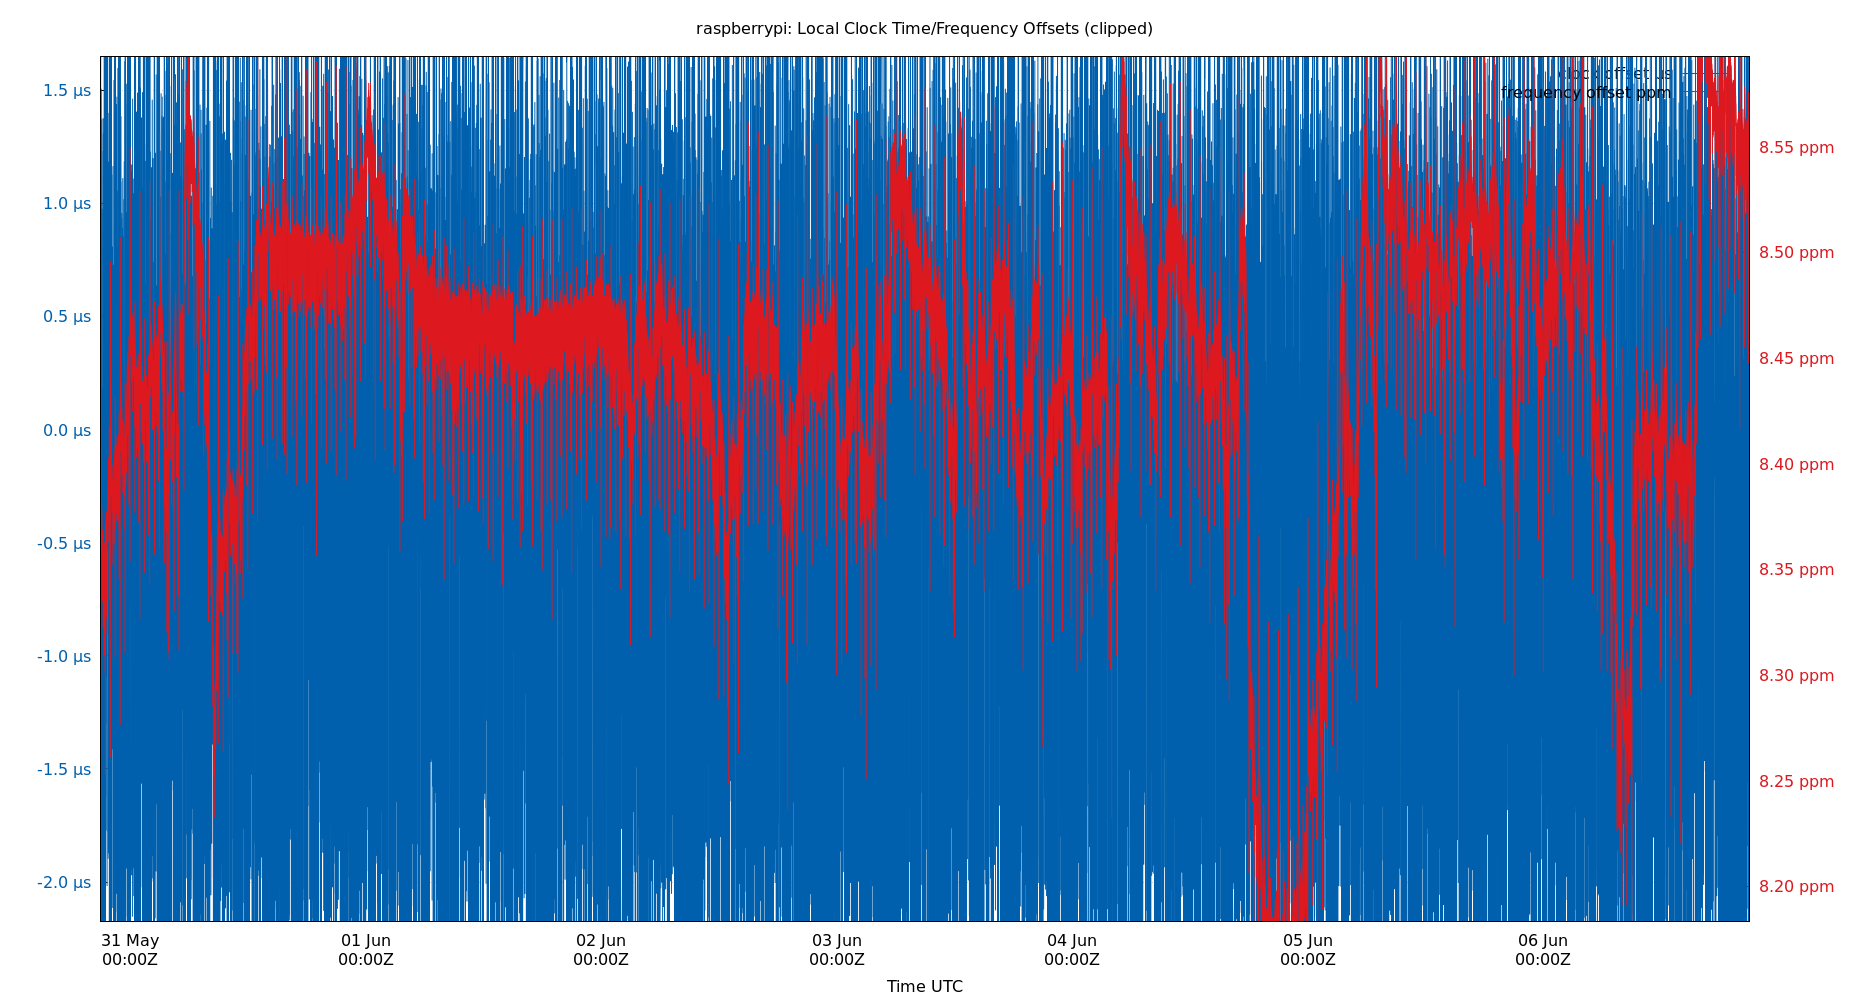 raspberrypi: Local Clock Time/Frequency Offsets (clipped)
clock offset µs
frequency offset ppm
1.5 µs
1.0 µs
0.5 µs
0.0 µs
-0.5 µs
-1.0 µs
-1.5 µs
-2.0 µs
8.55 ppm
8.50 ppm
8.45 ppm
8.40 ppm
8.35 ppm
8.30 ppm
8.25 ppm
8.20 ppm
31 May
00:00Z
01 Jun
00:00Z
02 Jun
00:00Z
03 Jun
00:00Z
04 Jun
00:00Z
05 Jun
00:00Z
06 Jun
00:00Z
Time UTC